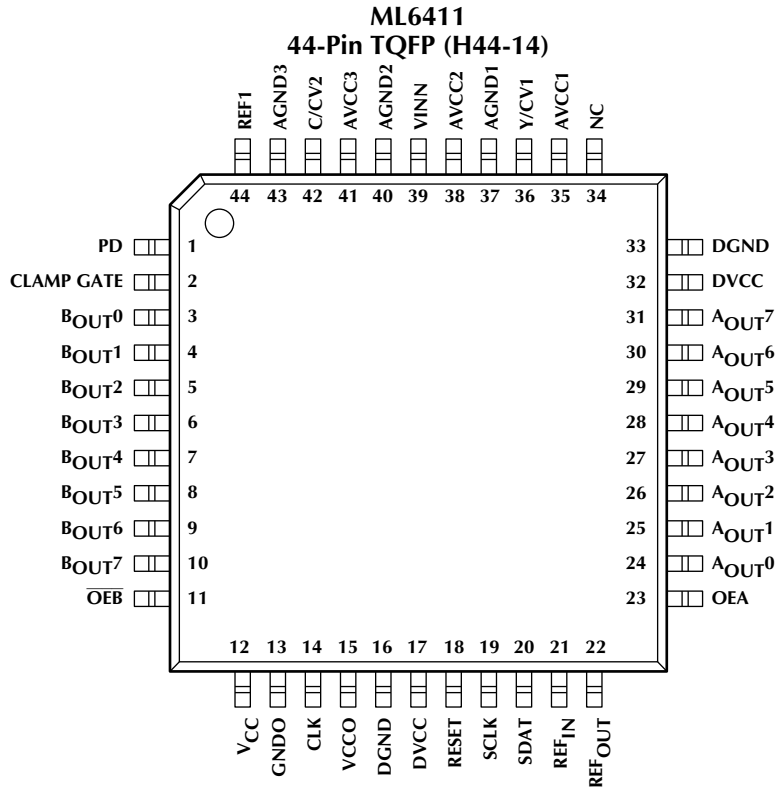 ML6411
44-Pin TQFP (H44-14)
REF1
AGND3
C/CV2
AVCC3
AGND2
VINN
AVCC2
AGND1
Y/CV1
AVCC1
NC
44 43 42 41 40 39 38 37 36 35 34
PD 1
CLAMP GATE 2
BOUT0 3
BOUT1 4
BOUT2 5
BOUT3 6
BOUT4 7
BOUT5 8
BOUT6 9
BOUT7 10
OEB 11
33 DGND
32 DVCC
31 AOUT7
30 AOUT6
29 AOUT5
28 AOUT4
27 AOUT3
26 AOUT2
25 AOUT1
24 AOUT0
23 OEA
12 13 14 15 16 17 18 19 20 21 22
VCC
GNDO
CLK
VCCO
DGND
DVCC
RESET
SCLK
SDAT
REFIN
REFOUT